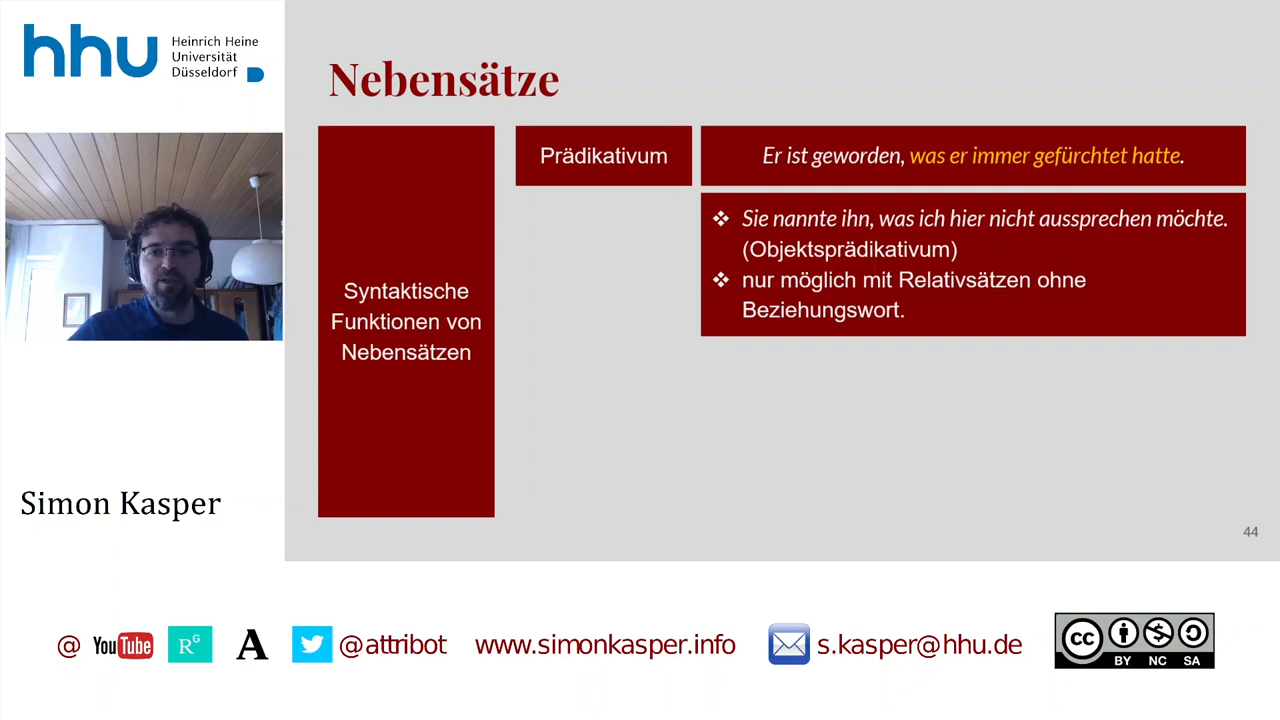 hhu
Heinrich Heine
Universität
Düsseldorf
Nebensätze
Syntaktische
Funktionen von
Nebensätzen
Prädikativum
Er ist geworden, was er immer gefürchtet hatte.
❖ Sie nannte ihn, was ich hier nicht aussprechen möchte.
(Objektsprädikativum)
❖ nur möglich mit Relativsätzen ohne
Beziehungswort.
Simon Kasper
44
@ YouTube RG A @attribot www.simonkasper.info s.kasper@hhu.de
cc BY NC SA